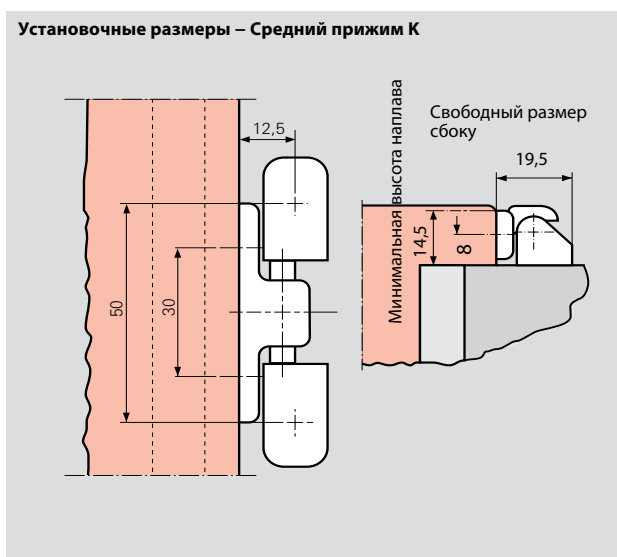 Установочные размеры – Средний прижим K
12,5
50
30
Минимальная высота наплава
Свободный размер
сбоку
19,5
14,5
8